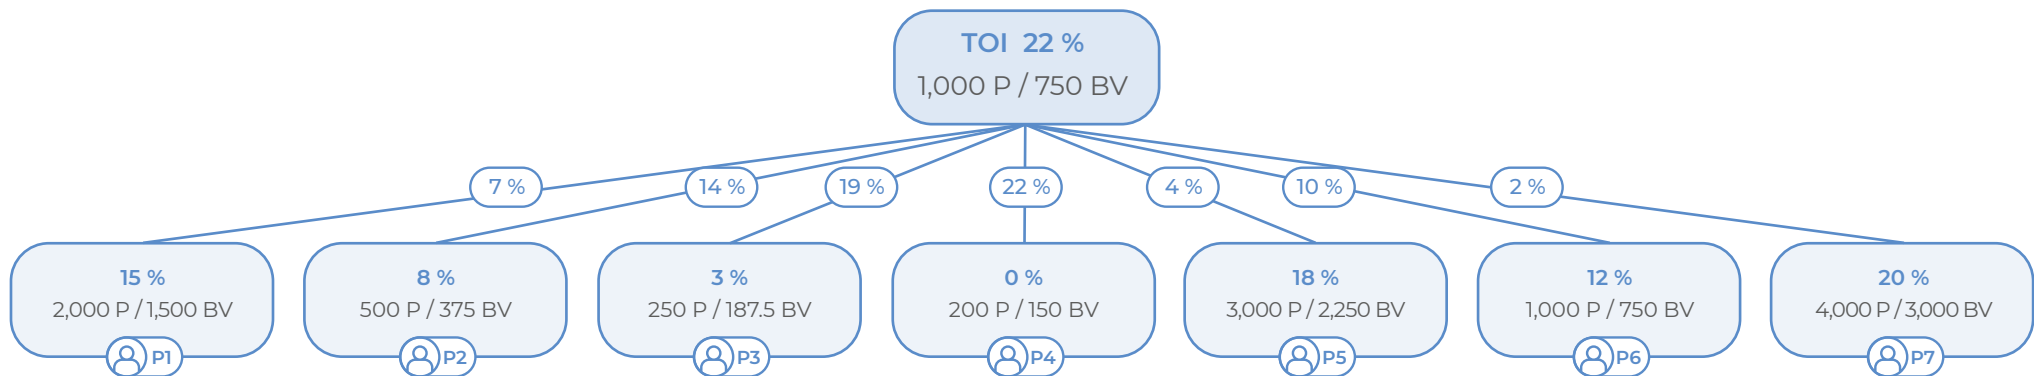 TOI 22 %
1,000 P / 750 BV
7 %
14 %
19 %
22 %
4 %
10 %
2 %
15 %
2,000 P / 1,500 BV
P1
8 %
500 P / 375 BV
P2
3 %
250 P / 187.5 BV
P3
0 %
200 P / 150 BV
P4
18 %
3,000 P / 2,250 BV
P5
12 %
1,000 P / 750 BV
P6
20 %
4,000 P / 3,000 BV
P7